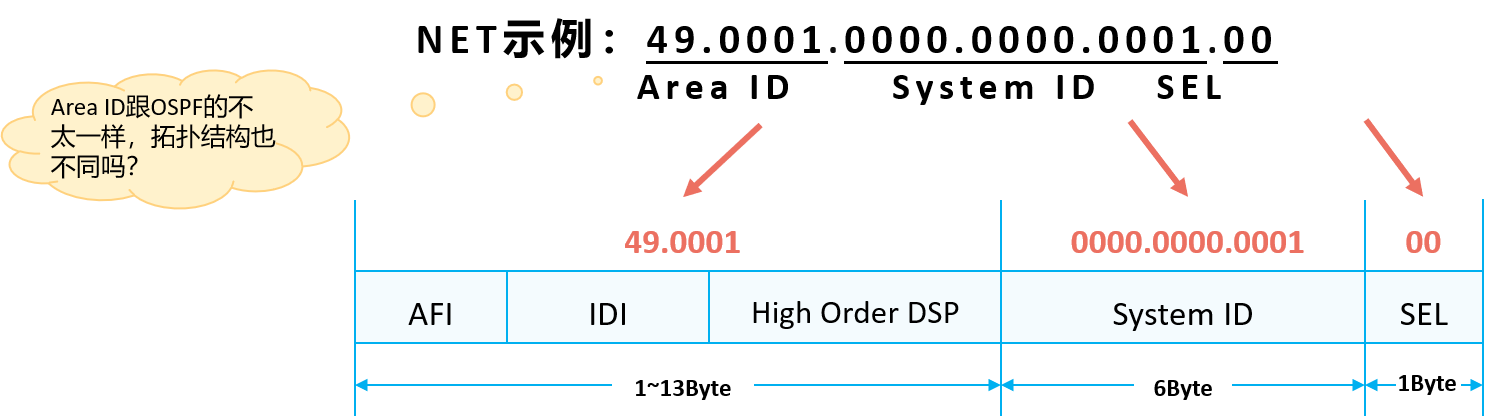 NET示例：49.0001.0000.0000.0001.00
Area ID System ID SEL
Area ID跟OSPF的不
太一样，拓扑结构也
不同吗?
49.0001 0000.0000.0001 00
AFI IDI High Order DSP System ID SEL
1~13Byte 6Byte 1Byte